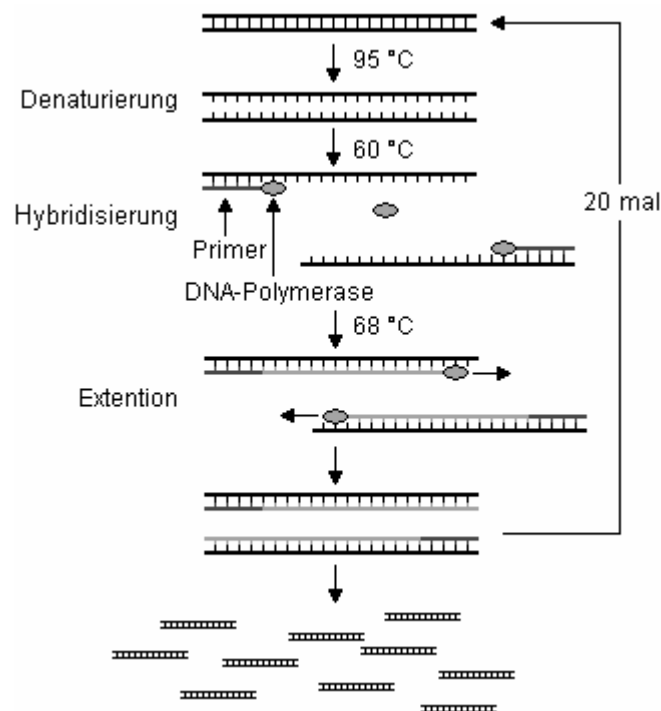 95 °C
Denaturierung
60 °C
Hybridisierung
20 mal
Primer
DNA-Polymerase
68 °C
Extention